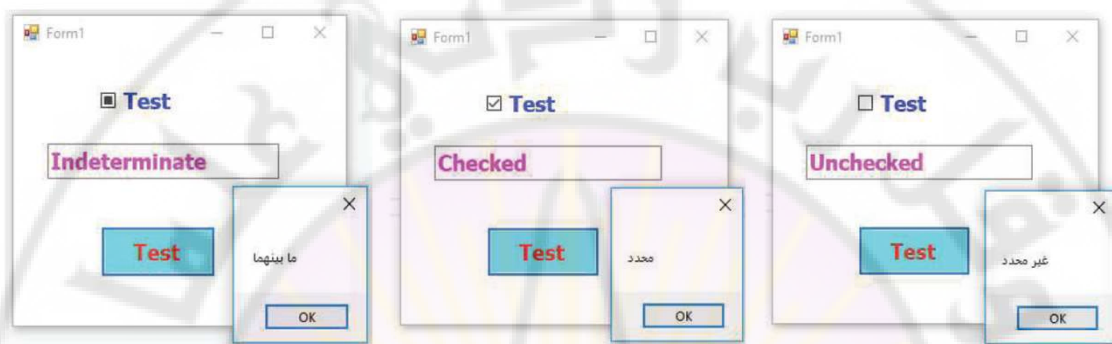 Form1
Test
Indeterminate
Test
ما بينهما
OK
Form1
Test
Checked
Test
محدد
OK
Form1
Test
Unchecked
Test
غير محدد
OK